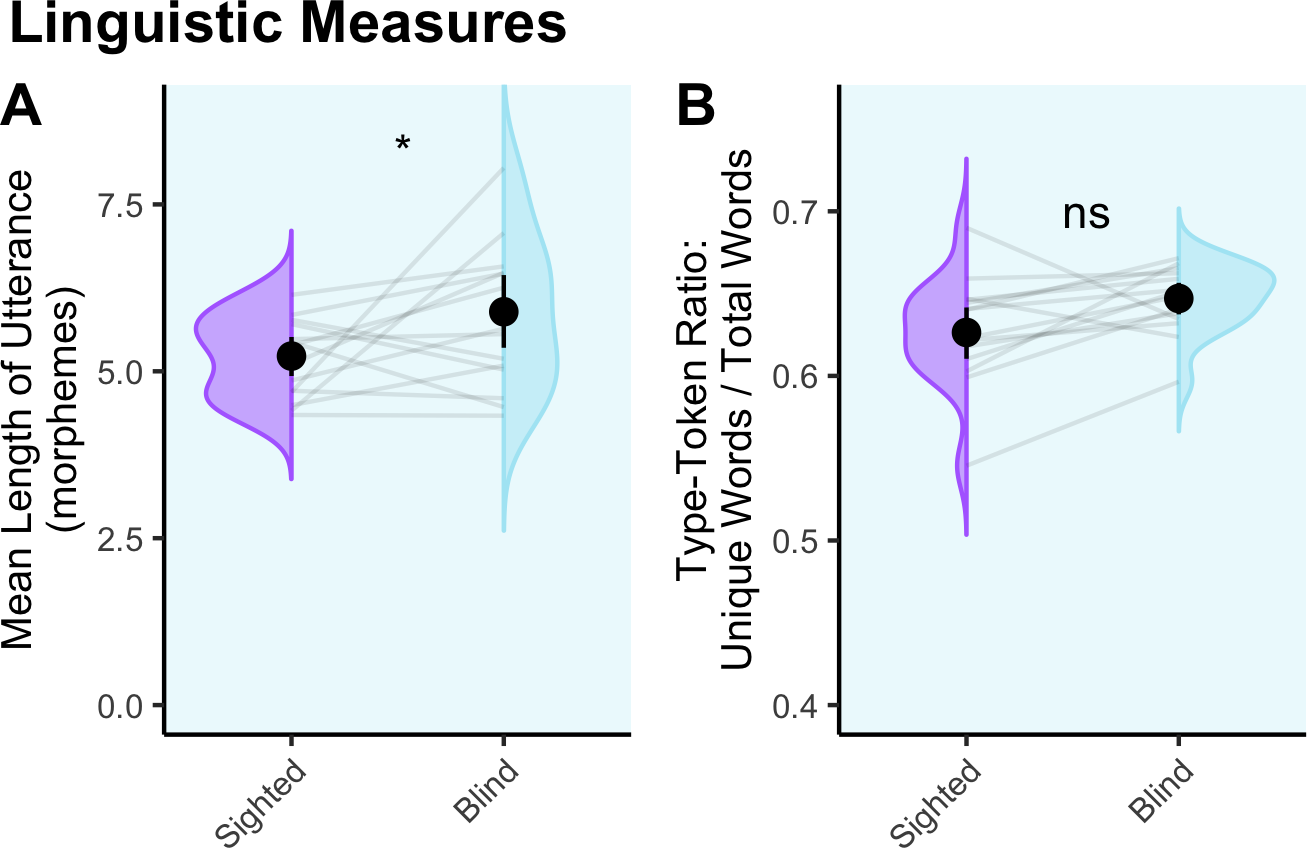 Linguistic Measures
A
Mean Length of Utterance
(morphemes)
7.5
5.0
2.5
0.0
*
Sighted
Blind
B
Type-Token Ratio:
Unique Words / Total Words
0.7
0.6
0.5
0.4
ns
Sighted
Blind